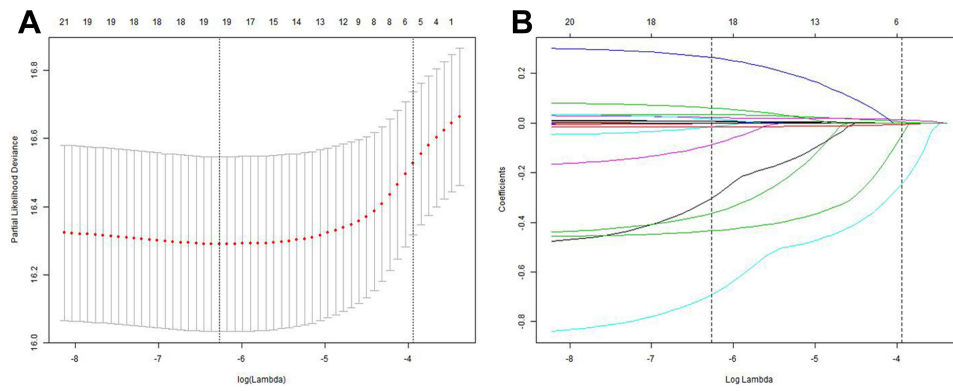 A
21 19 19 18 18 18 19 19 17 15 14 13 12 9 8 8 6 5 4 1
Partial Likelihood Deviance
16.8
16.6
16.4
16.2
16.0
-8 -7 -6 -5 -4
log(Lambda)
B
20 18 18 13 6
Coefficients
0.2
0.0
-0.2
-0.4
-0.6
-0.8
-8 -7 -6 -5 -4
Log Lambda